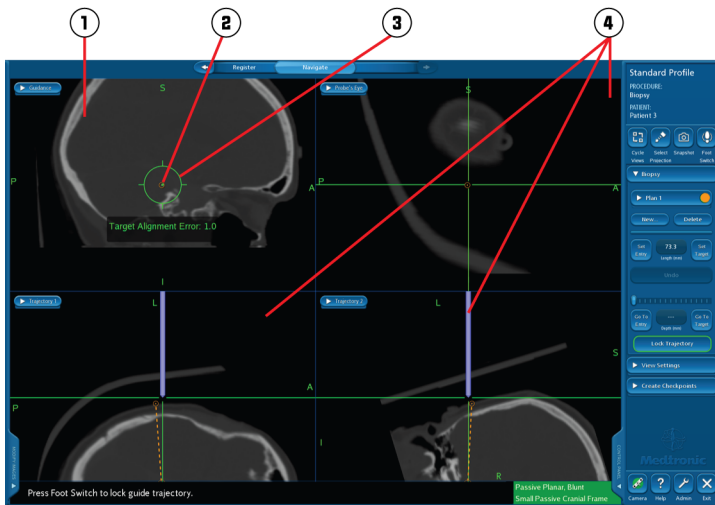 1
2
3
4
Register
Navigate
Guidance
S
P
A
I
Target Alignment Error: 1.0
Probe's Eye
S
P
A
Trajectory 1
L
P
A
Trajectory 2
L
S
I
R
Press Foot Switch to lock guide trajectory.
Passive Planar, Blunt
Small Passive Cranial Frame
CONTROL PANEL
Standard Profile
PROCEDURE:
Biopsy
PATIENT:
Patient 3
Cycle Views
Select Projection
Snapshot
Foot Switch
Biopsy
Plan 1
New
Delete
Set Entry
73.3
Length (mm)
Set Target
Undo
Go To Entry
---
Depth (mm)
Go To Target
Lock Trajectory
View Settings
Create Checkpoints
Medtronic
Camera
Help
Admin
Exit